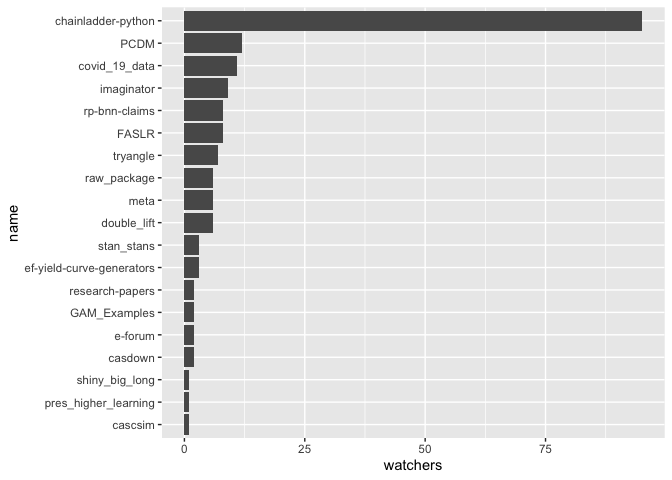 chainladder-python
PCDM
covid_19_data
imaginator
rp-bnn-claims
FASLR
tryangle
raw_package
meta
double_lift
stan_stans
ef-yield-curve-generators
research-papers
GAM_Examples
e-forum
casdown
shiny_big_long
pres_higher_learning
cascsim
name
0 25 50 75
watchers